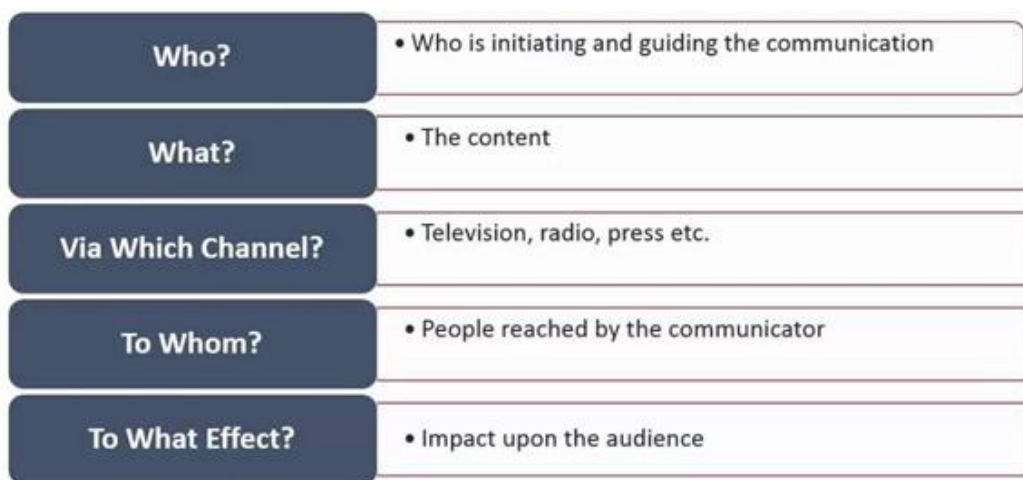 Who?
• Who is initiating and guiding the communication
What?
• The content
Via Which Channel?
• Television, radio, press etc.
To Whom?
• People reached by the communicator
To What Effect?
• Impact upon the audience